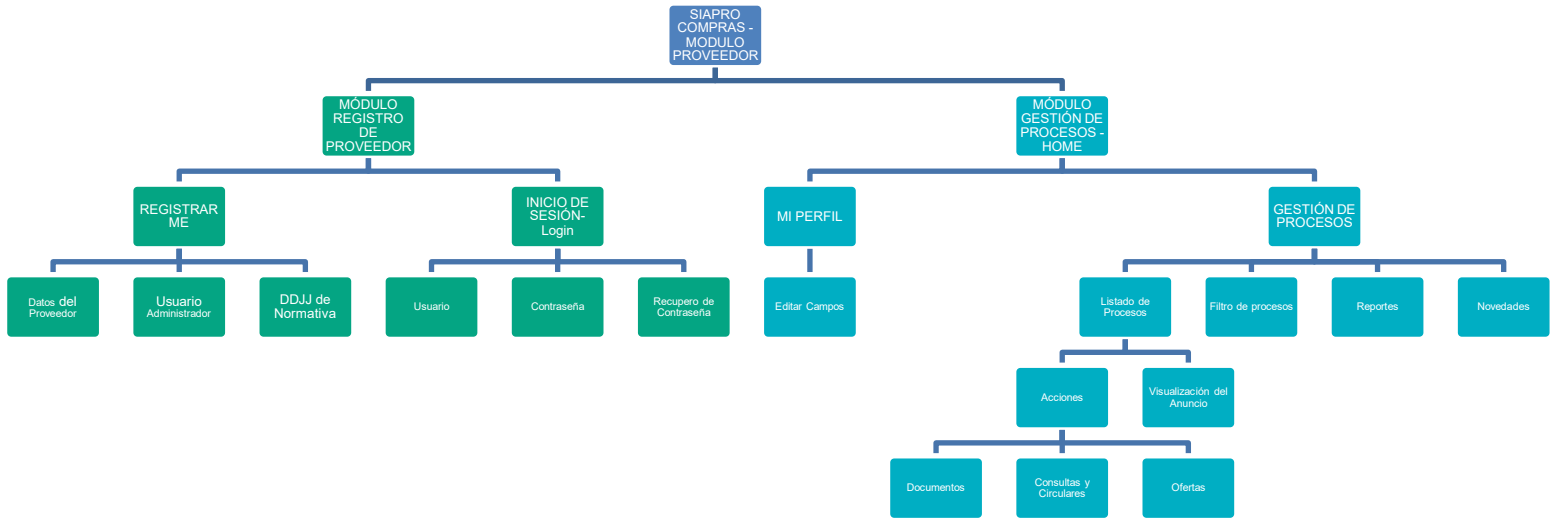 SIAPRO
COMPRAS -
MODULO
PROVEEDOR
MÓDULO
REGISTRO
DE
PROVEEDOR
MÓDULO
GESTIÓN DE
PROCESOS -
HOME
REGISTRAR
ME
INICIO DE
SESIÓN-
Login
MI PERFIL
GESTIÓN DE
PROCESOS
Datos del
Proveedor
Usuario
Administrador
DDJJ de
Normativa
Usuario
Contraseña
Recupero de
Contraseña
Editar Campos
Listado de
Procesos
Filtro de procesos
Reportes
Novedades
Acciones
Visualización del
Anuncio
Documentos
Consultas y
Circulares
Ofertas